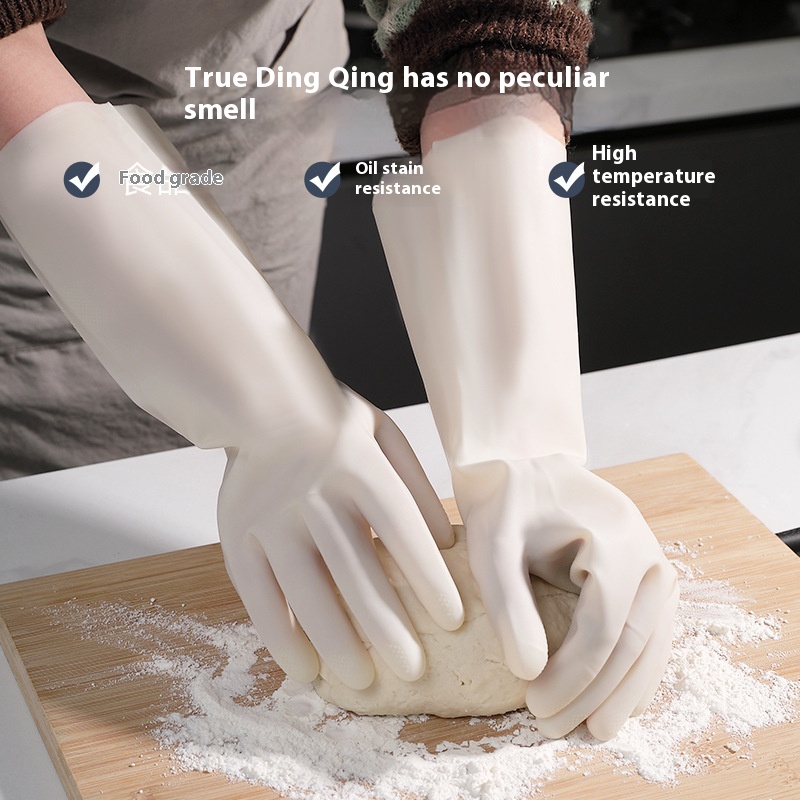 True Ding Qing has no peculiar
smell
Food grade
Oil stain
resistance
High
temperature
resistance